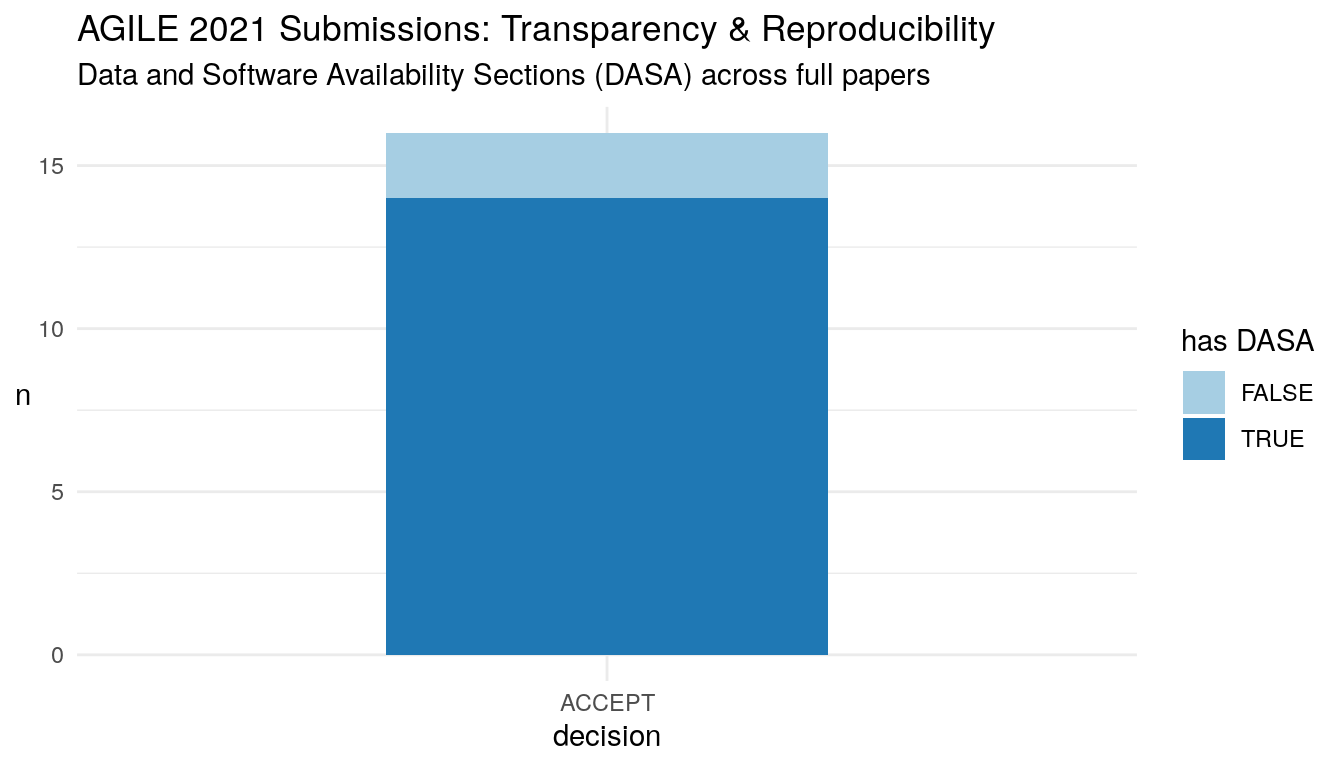 AGILE 2021 Submissions: Transparency & Reproducibility
Data and Software Availability Sections (DASA) across full papers
15
10
5
0
n
ACCEPT
decision
has DASA
FALSE
TRUE